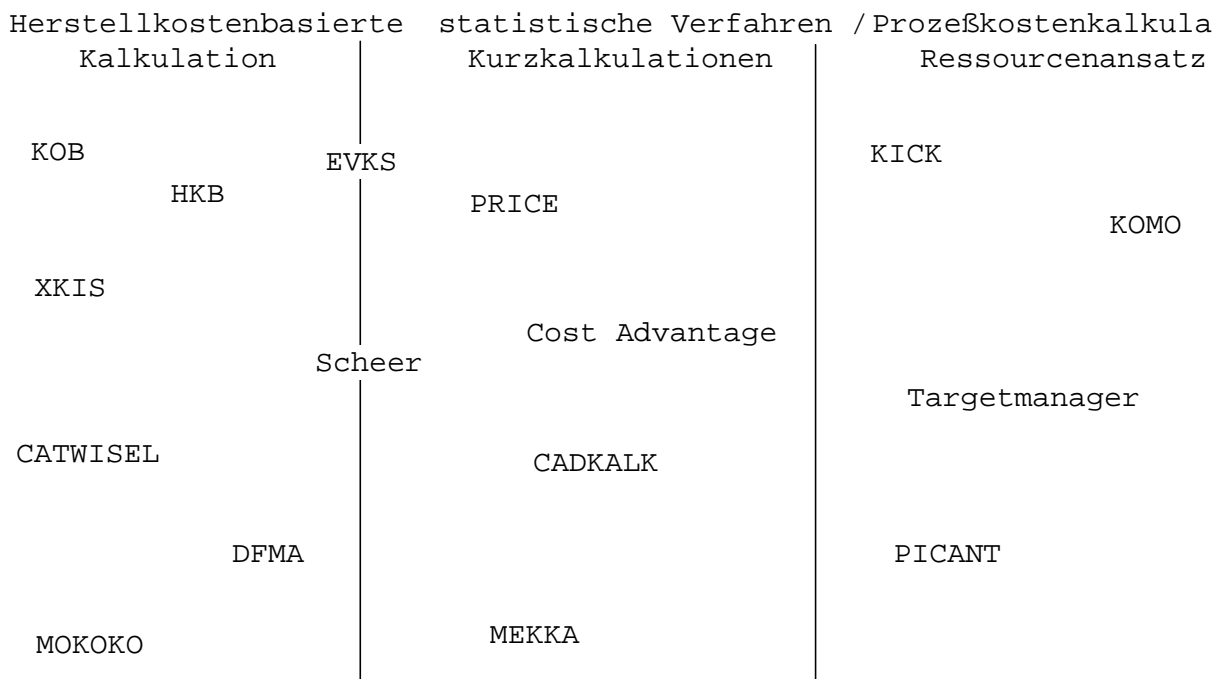 Herstellkostenbasierte statistische Verfahren / Prozeßkostenkalkula
Kalkulation Kurzkalkulationen Ressourcenansatz
KOB EVKS KICK
HKB PRICE
KOMO
XKIS
Cost Advantage
Scheer
Targetmanager
CATWISEL CADKALK
DFMA PICANT
MOKOKO MEKKA